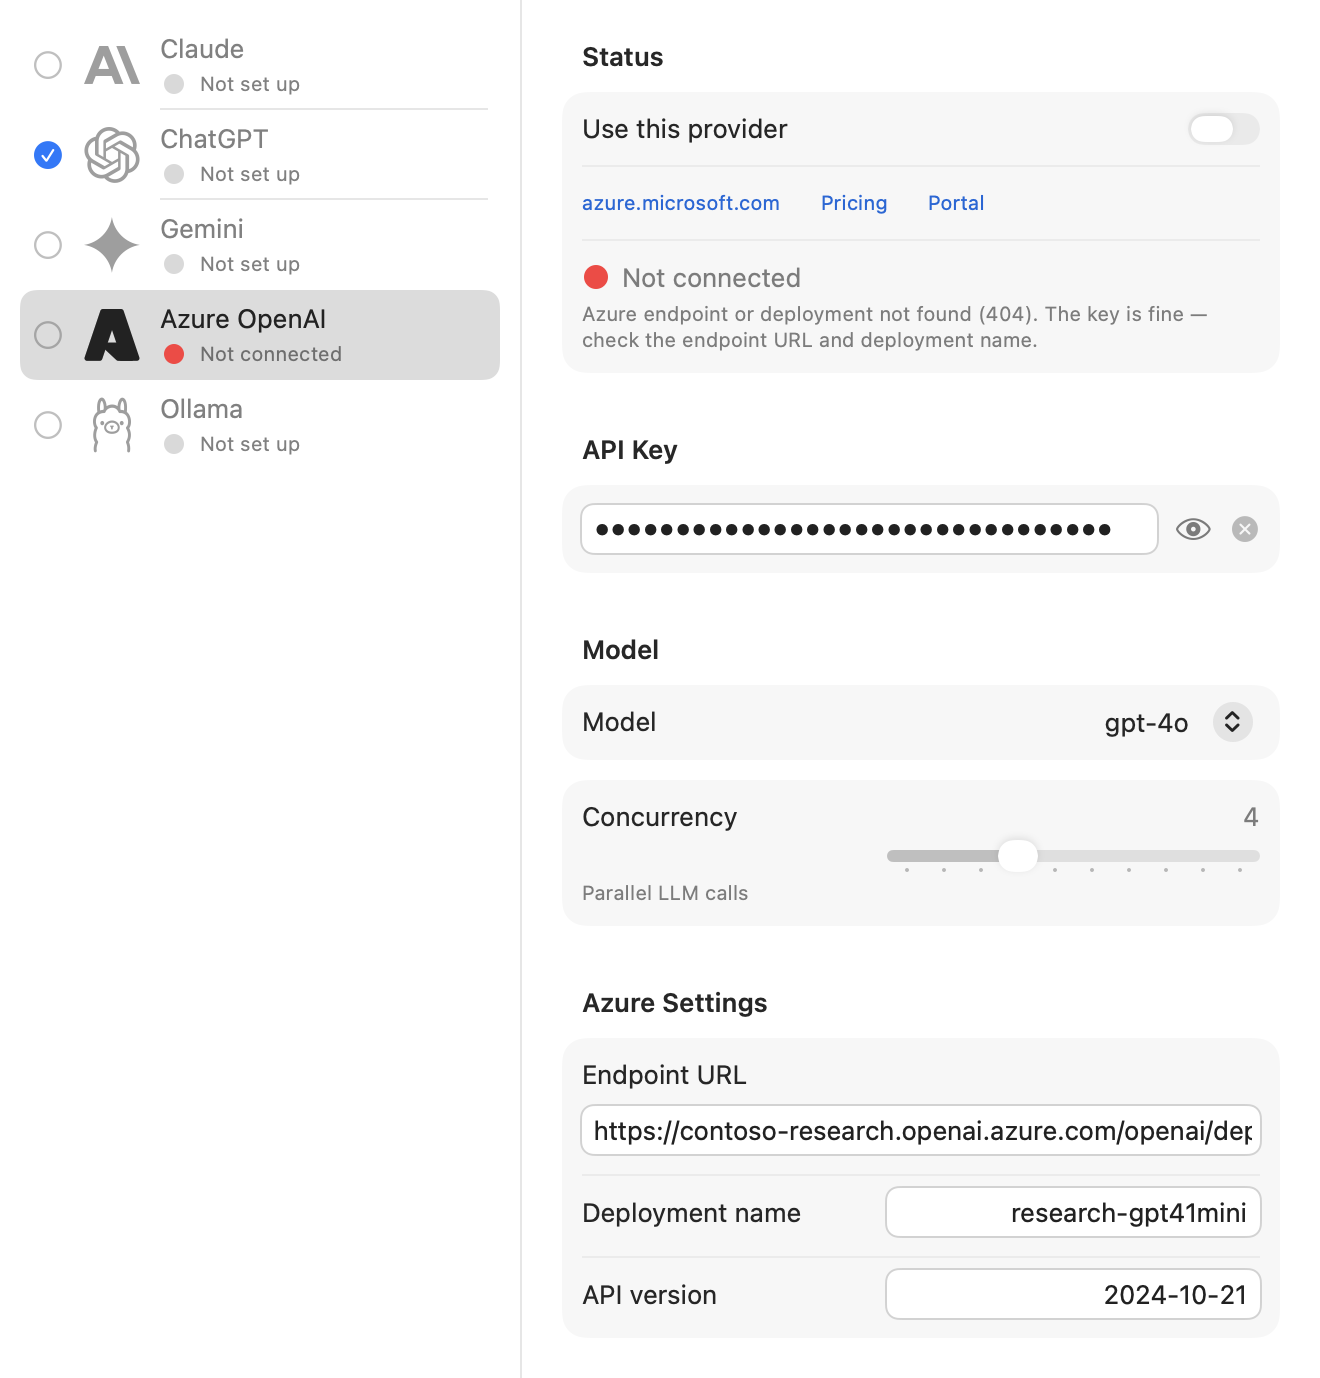 Claude
Not set up
ChatGPT
Not set up
Gemini
Not set up
Azure OpenAI
Not connected
Ollama
Not set up
Status
Use this provider
azure.microsoft.com Pricing Portal
Not connected
Azure endpoint or deployment not found (404). The key is fine —
check the endpoint URL and deployment name.
API Key
Model
Model gpt-4o
Concurrency 4
Parallel LLM calls
Azure Settings
Endpoint URL
https://contoso-research.openai.azure.com/openai/dep
Deployment name research-gpt41mini
API version 2024-10-21